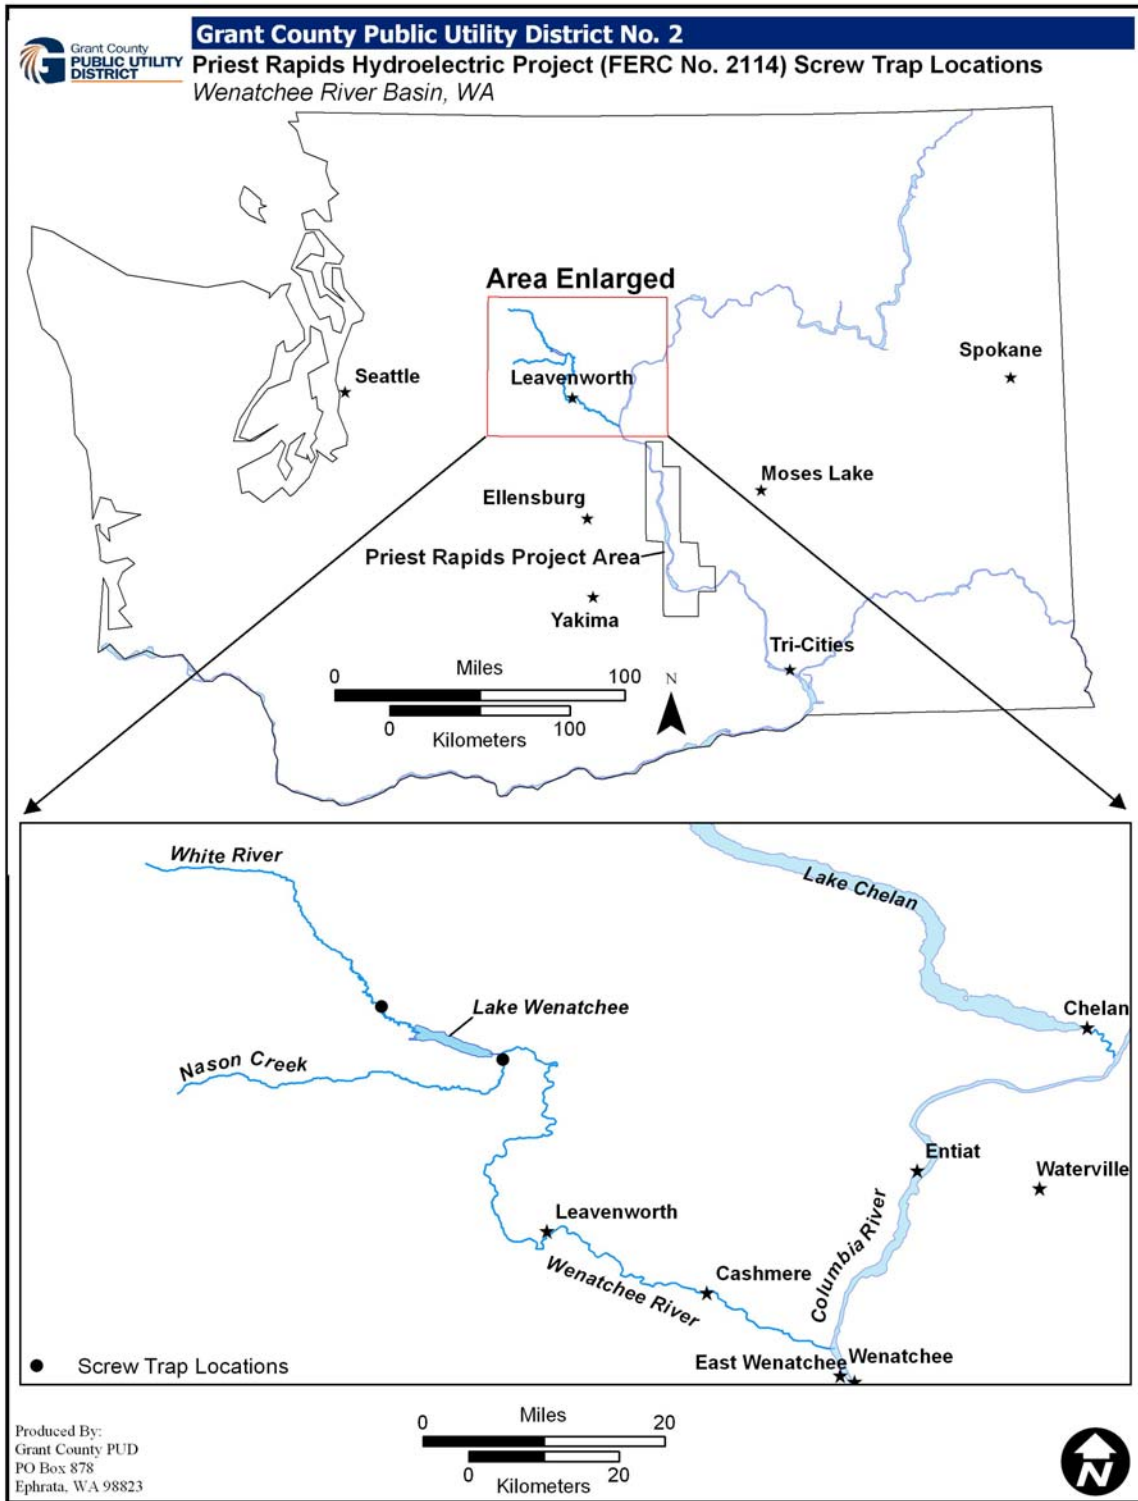 Grant County
PUBLIC UTILITY
DISTRICT
Grant County Public Utility District No. 2
Priest Rapids Hydroelectric Project (FERC No. 2114) Screw Trap Locations
Wenatchee River Basin, WA
Area Enlarged
Seattle
Leavenworth
Spokane
Moses Lake
Ellensburg
Priest Rapids Project Area
Yakima
Tri-Cities
Miles
0 100
N
0 100
Kilometers
White River
Lake Chelan
Lake Wenatchee
Chelan
Nason Creek
Entiat
Waterville
Leavenworth
Columbia River
Wenatchee River
Cashmere
East Wenatchee
Wenatchee
Screw Trap Locations
Miles
0 20
0 20
Kilometers
Produced By:
Grant County PUD
PO Box 878
Ephrata, WA 98823
N